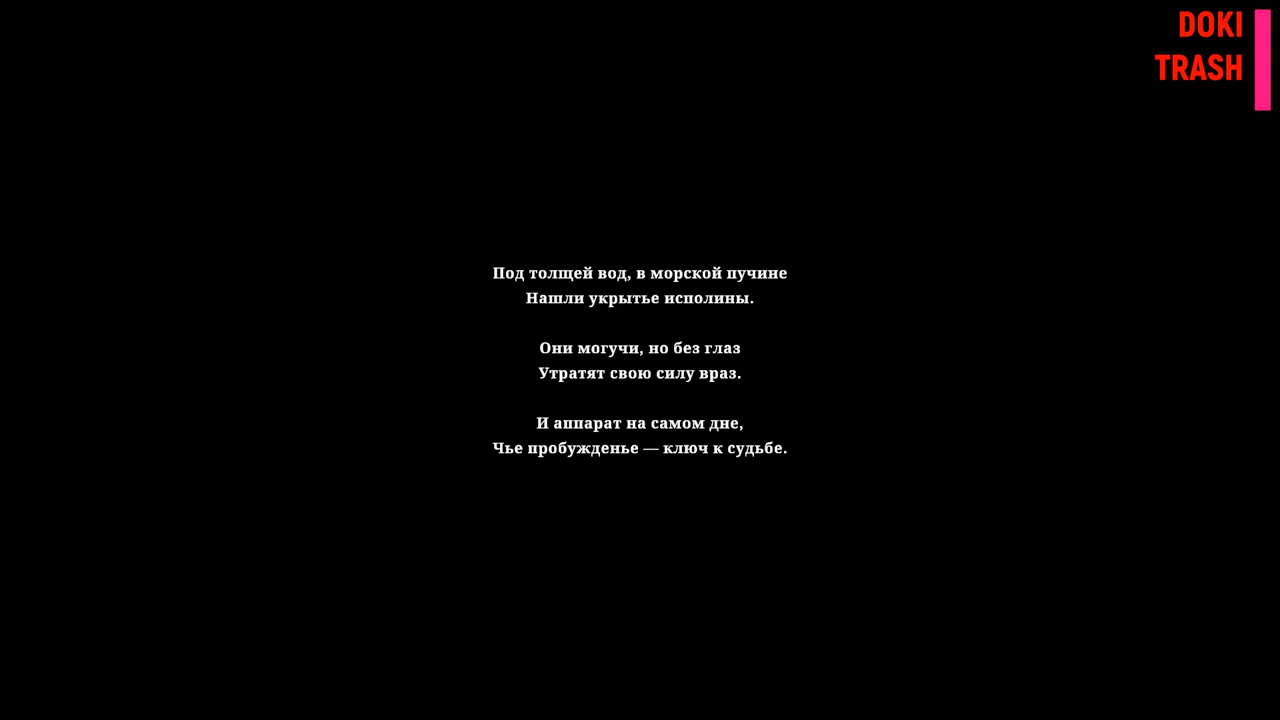 DOKI
TRASH
Под толщей вод, в морской пучине
Нашли укрытье исполины.
Они могучи, но без глаз
Утратят свою силу враз.
И аппарат на самом дне,
Чье пробужденье — ключ к судьбе.